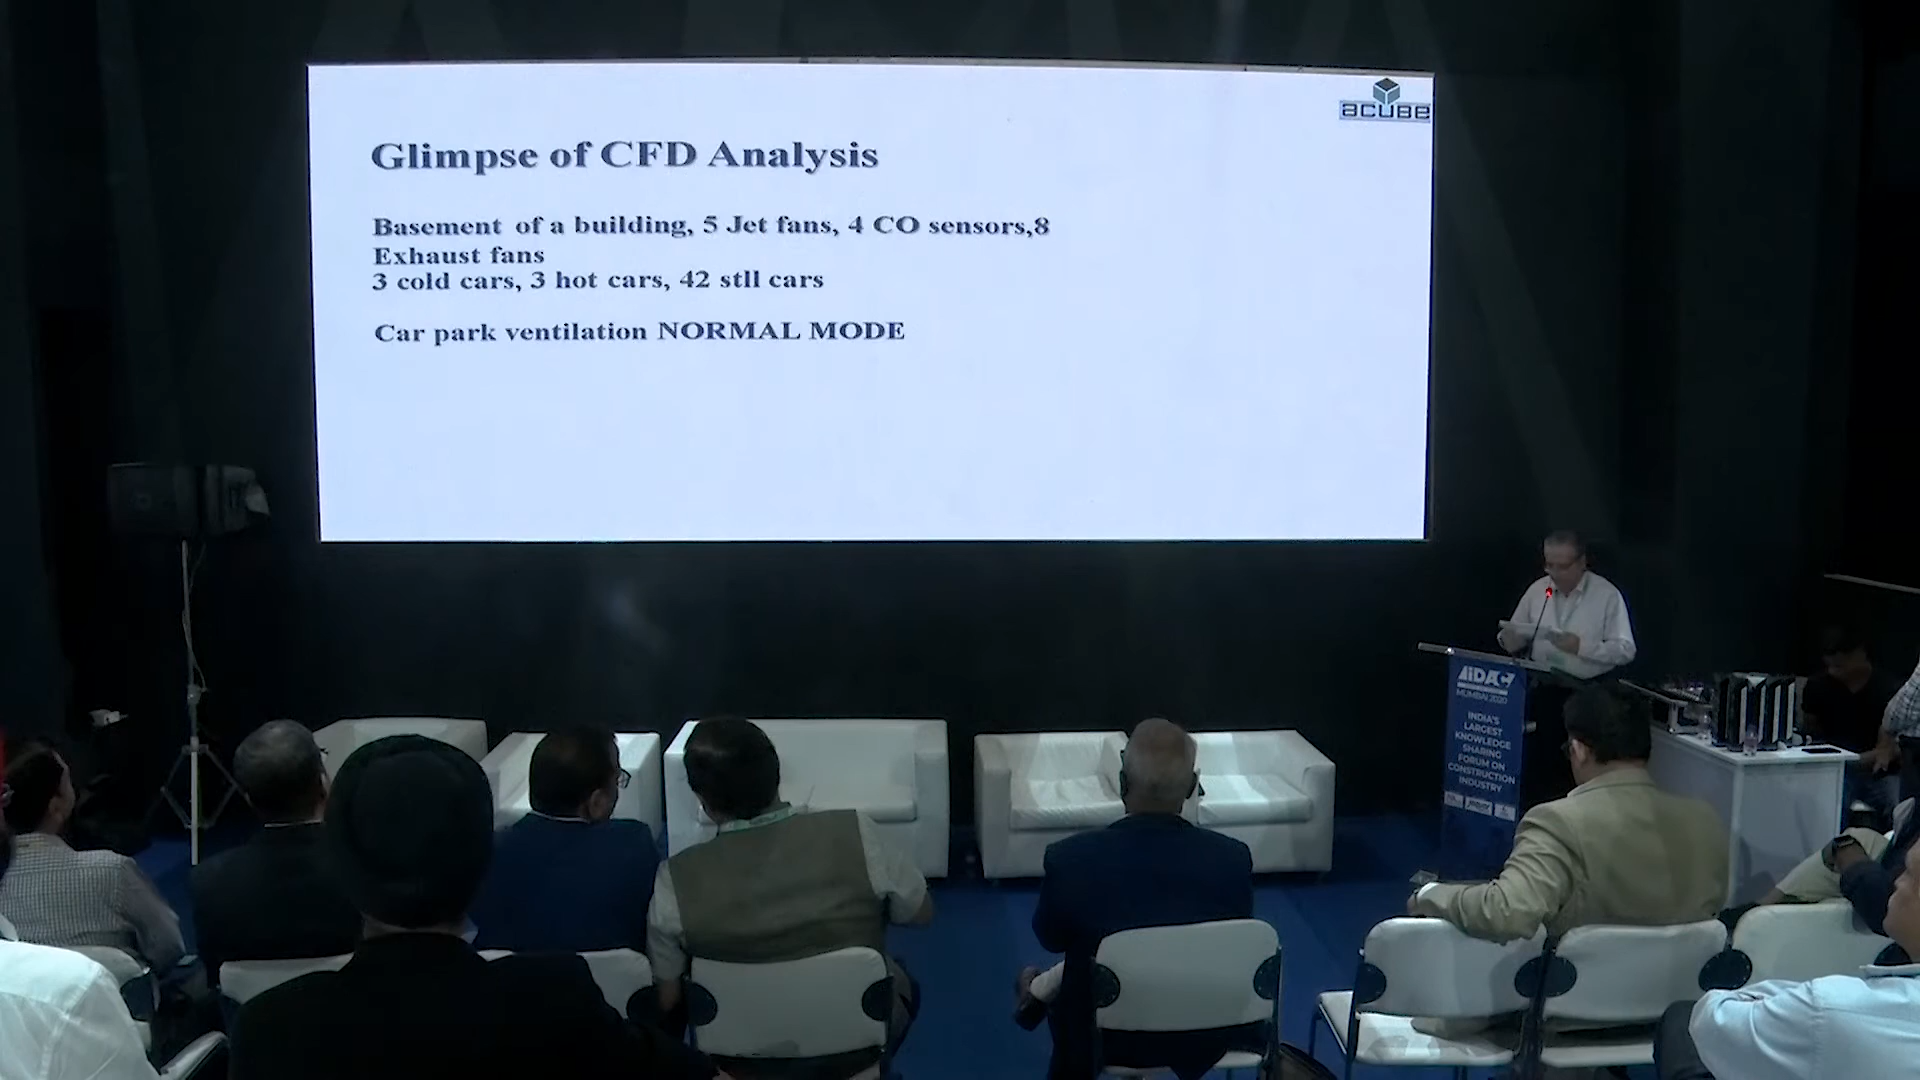 acube
Glimpse of CFD Analysis
Basement of a building, 5 Jet fans, 4 CO sensors,8
Exhaust fans
3 cold cars, 3 hot cars, 42 stll cars
Car park ventilation NORMAL MODE
AIDAC
MUMBAI 2020
INDIA'S
LARGEST
KNOWLEDGE
SHARING
FORUM ON
CONSTRUCTION
INDUSTRY